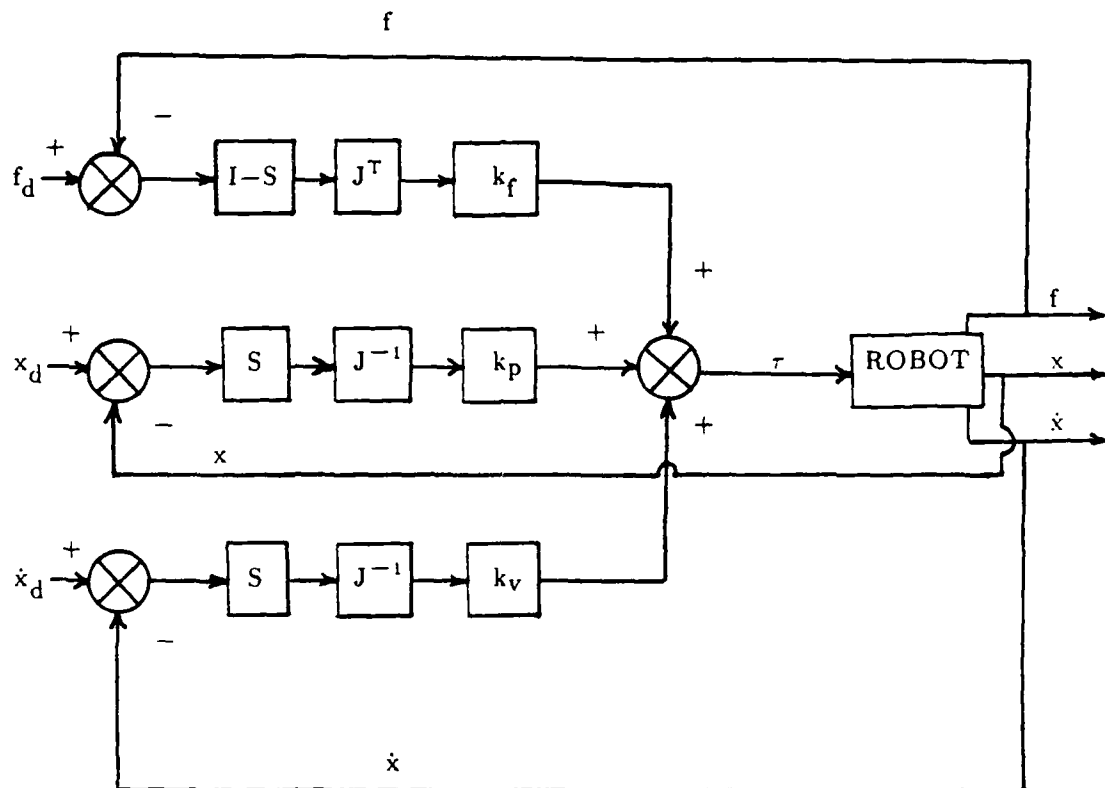 f
−
+
f_d
I−S
J^T
k_f
+
+
x_d
S
J^−1
k_p
+
τ
ROBOT
f
x
ẋ
−
x
+
+
ẋ_d
S
J^−1
k_v
−
ẋ